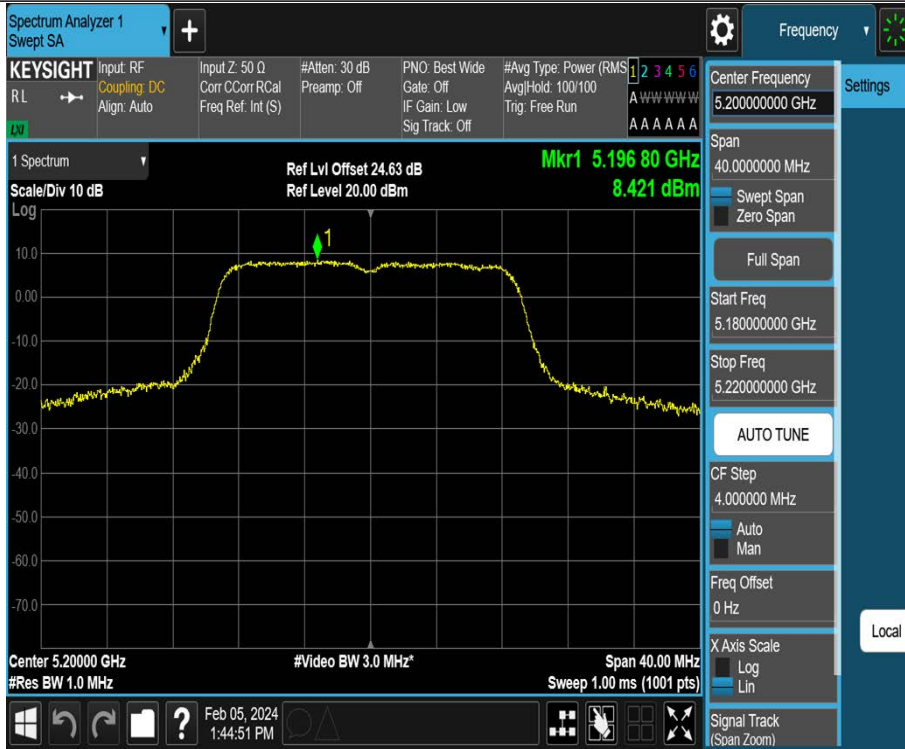 Spectrum Analyzer 1
Swept SA
+
Frequency
KEYSIGHT
R L
LXI
Input: RF
Coupling: DC
Align: Auto
Input Z: 50 Ω
Corr CCorr RCal
Freq Ref: Int (S)
#Atten: 30 dB
Preamp: Off
PNO: Best Wide
Gate: Off
IF Gain: Low
Sig Track: Off
#Avg Type: Power (RMS
Avg|Hold: 100/100
Trig: Free Run
1 2 3 4 5 6
A W W W W W
A A A A A A
1 Spectrum
Scale/Div 10 dB
Log
Ref Lvl Offset 24.63 dB
Ref Level 20.00 dBm
Mkr1 5.196 80 GHz
8.421 dBm
1
10.0
0.00
-10.0
-20.0
-30.0
-40.0
-50.0
-60.0
-70.0
Center 5.20000 GHz
#Video BW 3.0 MHz*
Span 40.00 MHz
#Res BW 1.0 MHz
Sweep 1.00 ms (1001 pts)
?
Feb 05, 2024
1:44:51 PM
Center Frequency
5.200000000 GHz
Span
40.0000000 MHz
Swept Span
Zero Span
Full Span
Start Freq
5.180000000 GHz
Stop Freq
5.220000000 GHz
AUTO TUNE
CF Step
4.000000 MHz
Auto
Man
Freq Offset
0 Hz
X Axis Scale
Log
Lin
Signal Track
(Span Zoom)
Settings
Local